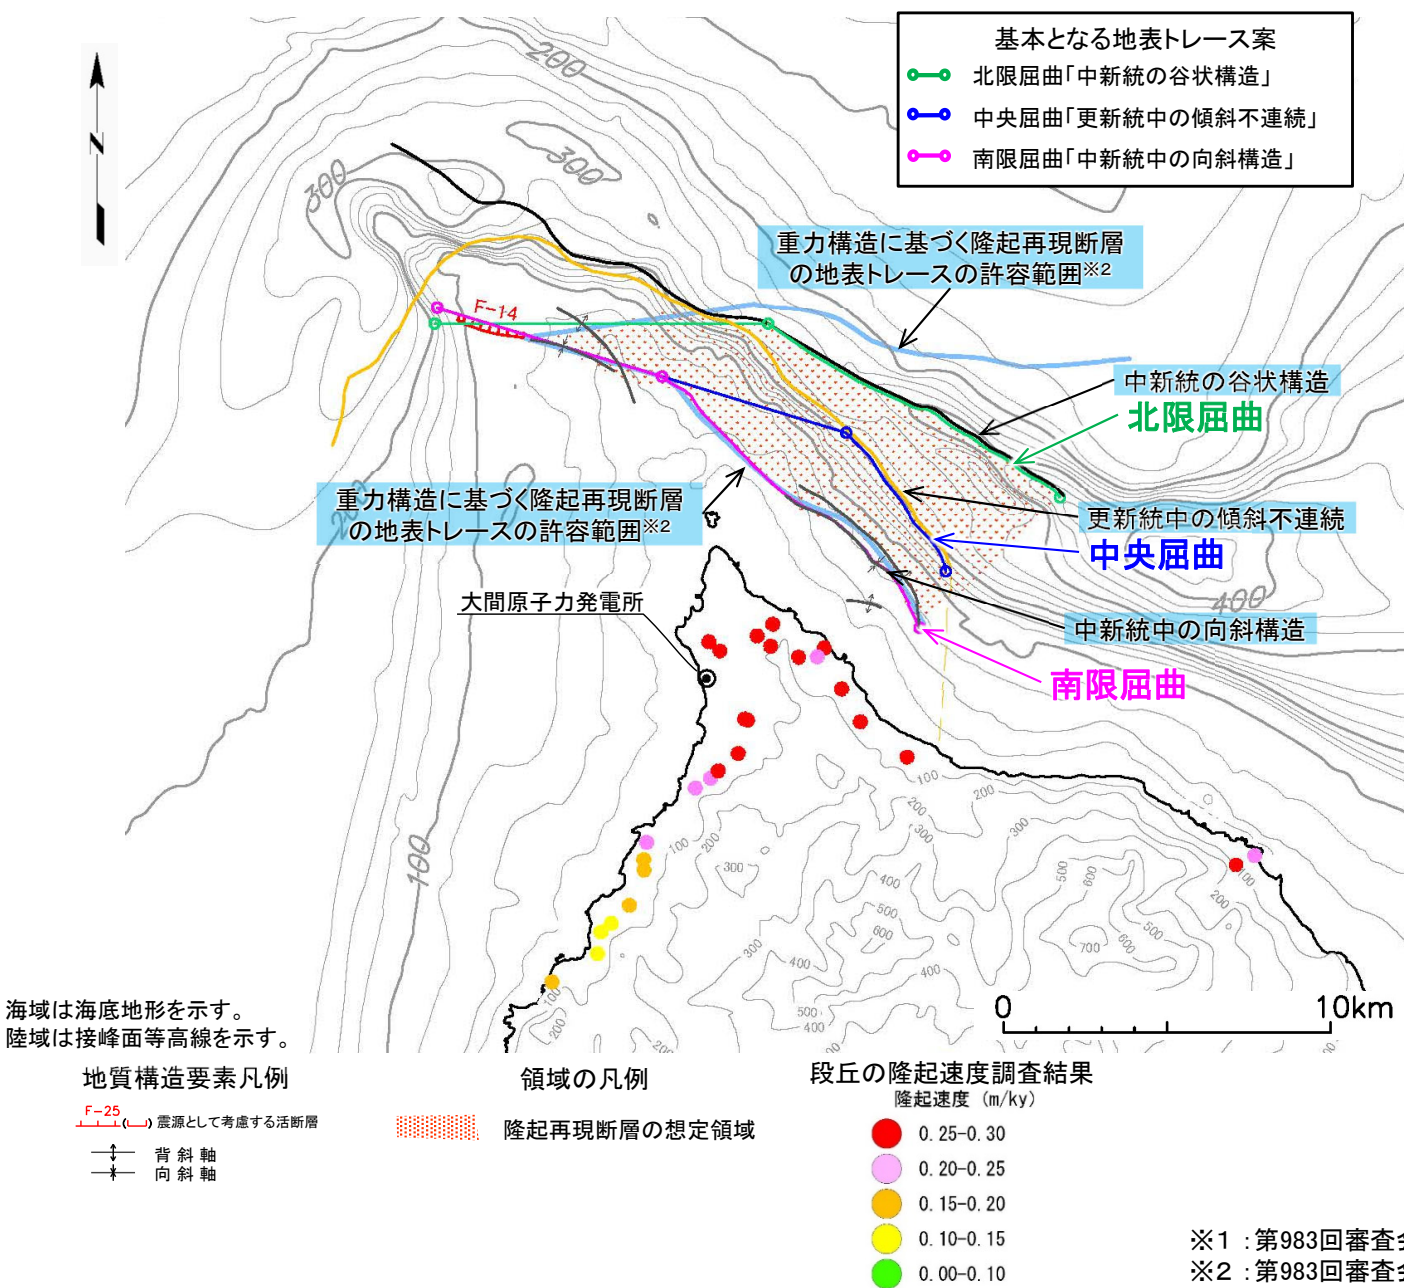 基本となる地表トレース案
北限屈曲「中新統の谷状構造」
中央屈曲「更新統中の傾斜不連続」
南限屈曲「中新統中の向斜構造」
N
200
300
300
重力構造に基づく隆起再現断層
の地表トレースの許容範囲※2
F-14
中新統の谷状構造
北限屈曲
重力構造に基づく隆起再現断層
の地表トレースの許容範囲※2
更新統中の傾斜不連続
中央屈曲
400
大間原子力発電所
中新統中の向斜構造
南限屈曲
100
200
200
300
300
100
200
300
400
500
600
100
500
600
100
200
300
400
400
500
600
700
600
500
500
400
100
200
200
200
100
0
10km
海域は海底地形を示す。
陸域は接峰面等高線を示す。
地質構造要素凡例
F-25
震源として考慮する活断層
背斜軸
向斜軸
領域の凡例
隆起再現断層の想定領域
段丘の隆起速度調査結果
隆起速度 (m/ky)
0.25-0.30
0.20-0.25
0.15-0.20
0.10-0.15
0.00-0.10
※1:第983回審査会
※2:第983回審査会